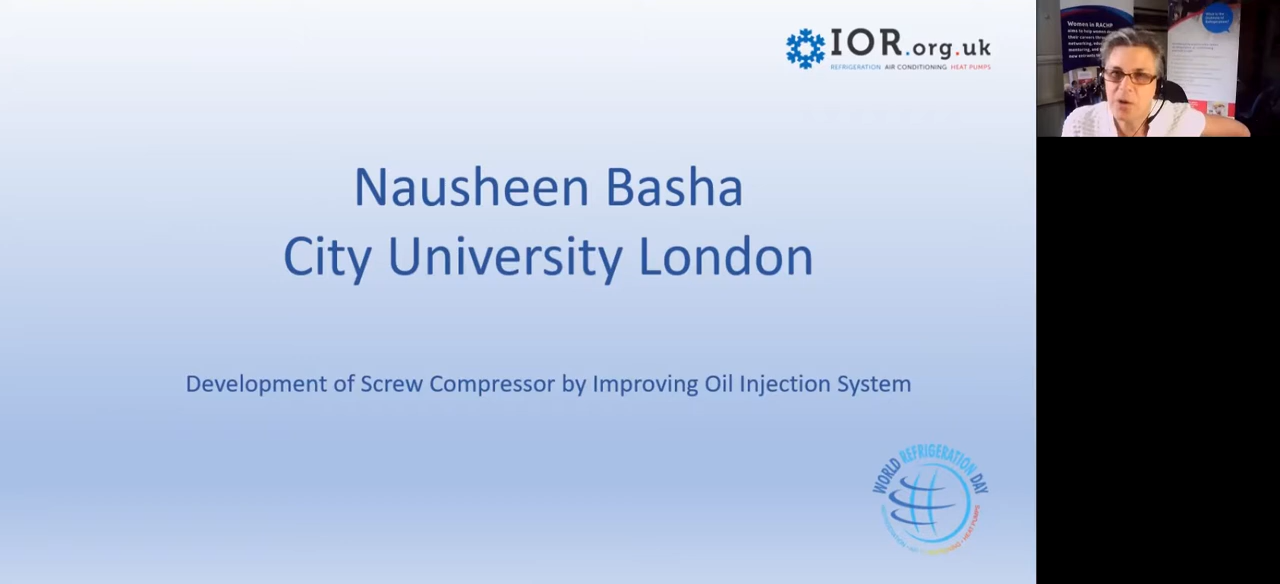 IOR.org.uk
REFRIGERATION AIR CONDITIONING HEAT PUMPS
Women in RACHP
Nausheen Basha
City University London
Development of Screw Compressor by Improving Oil Injection System
WORLD REFRIGERATION DAY